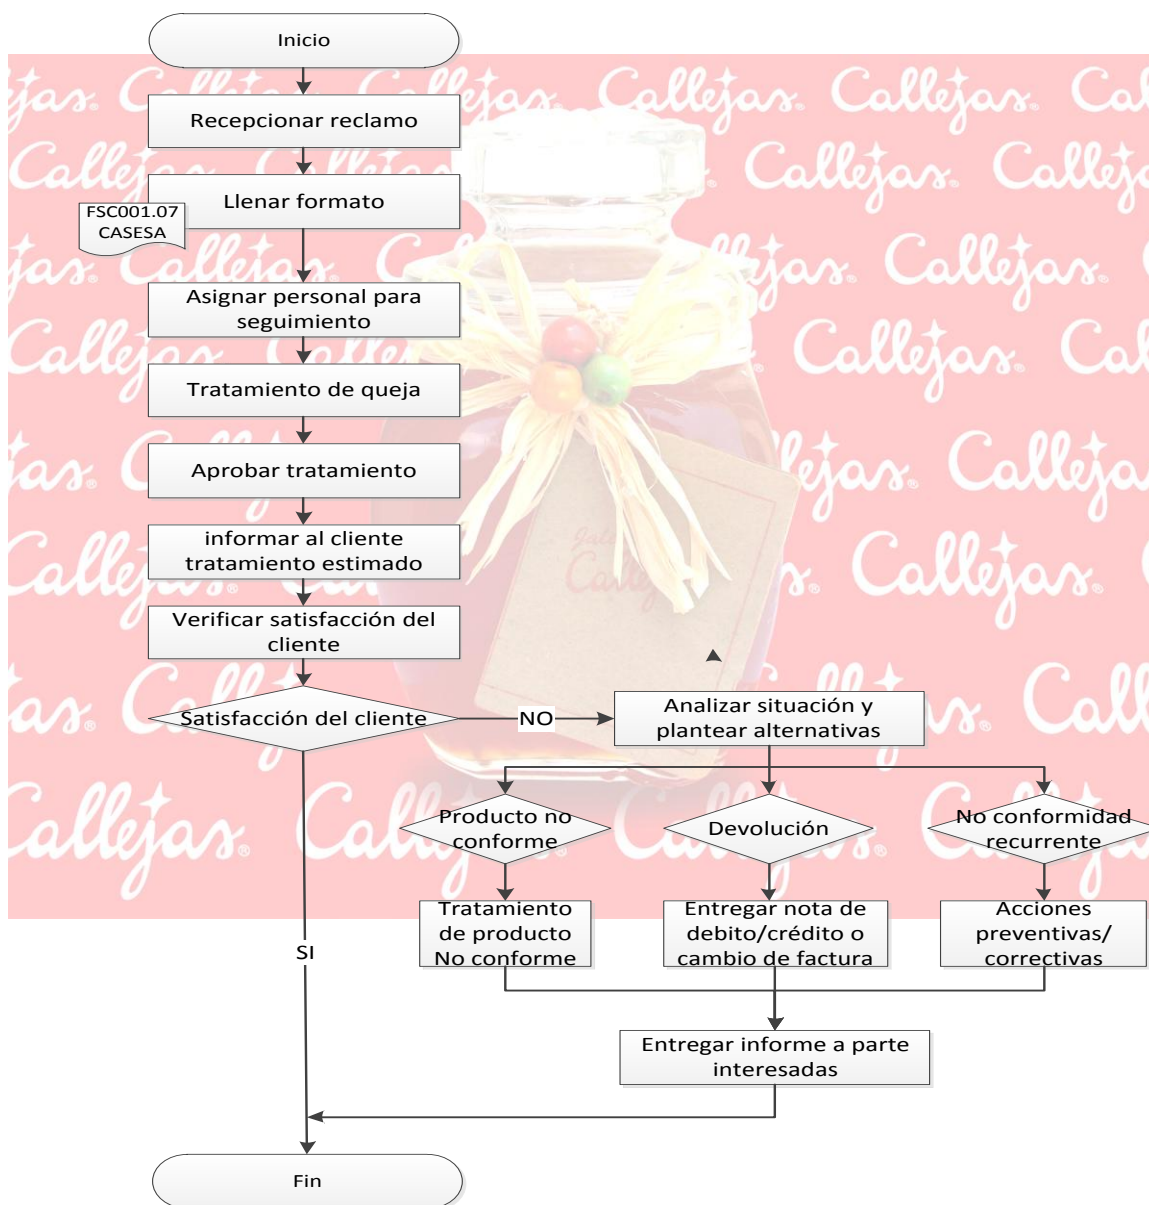 Inicio
Recepcionar reclamo
Llenar formato
FSC001.07
CASESA
Asignar personal para
seguimiento
Tratamiento de queja
Aprobar tratamiento
informar al cliente
tratamiento estimado
Verificar satisfacción del
cliente
Satisfacción del cliente
NO
Analizar situación y
plantear alternativas
Producto no
conforme
Devolución
No conformidad
recurrente
Tratamiento
de producto
No conforme
Entregar nota de
debito/crédito o
cambio de factura
Acciones
preventivas/
correctivas
SI
Entregar informe a parte
interesadas
Fin
Callejas